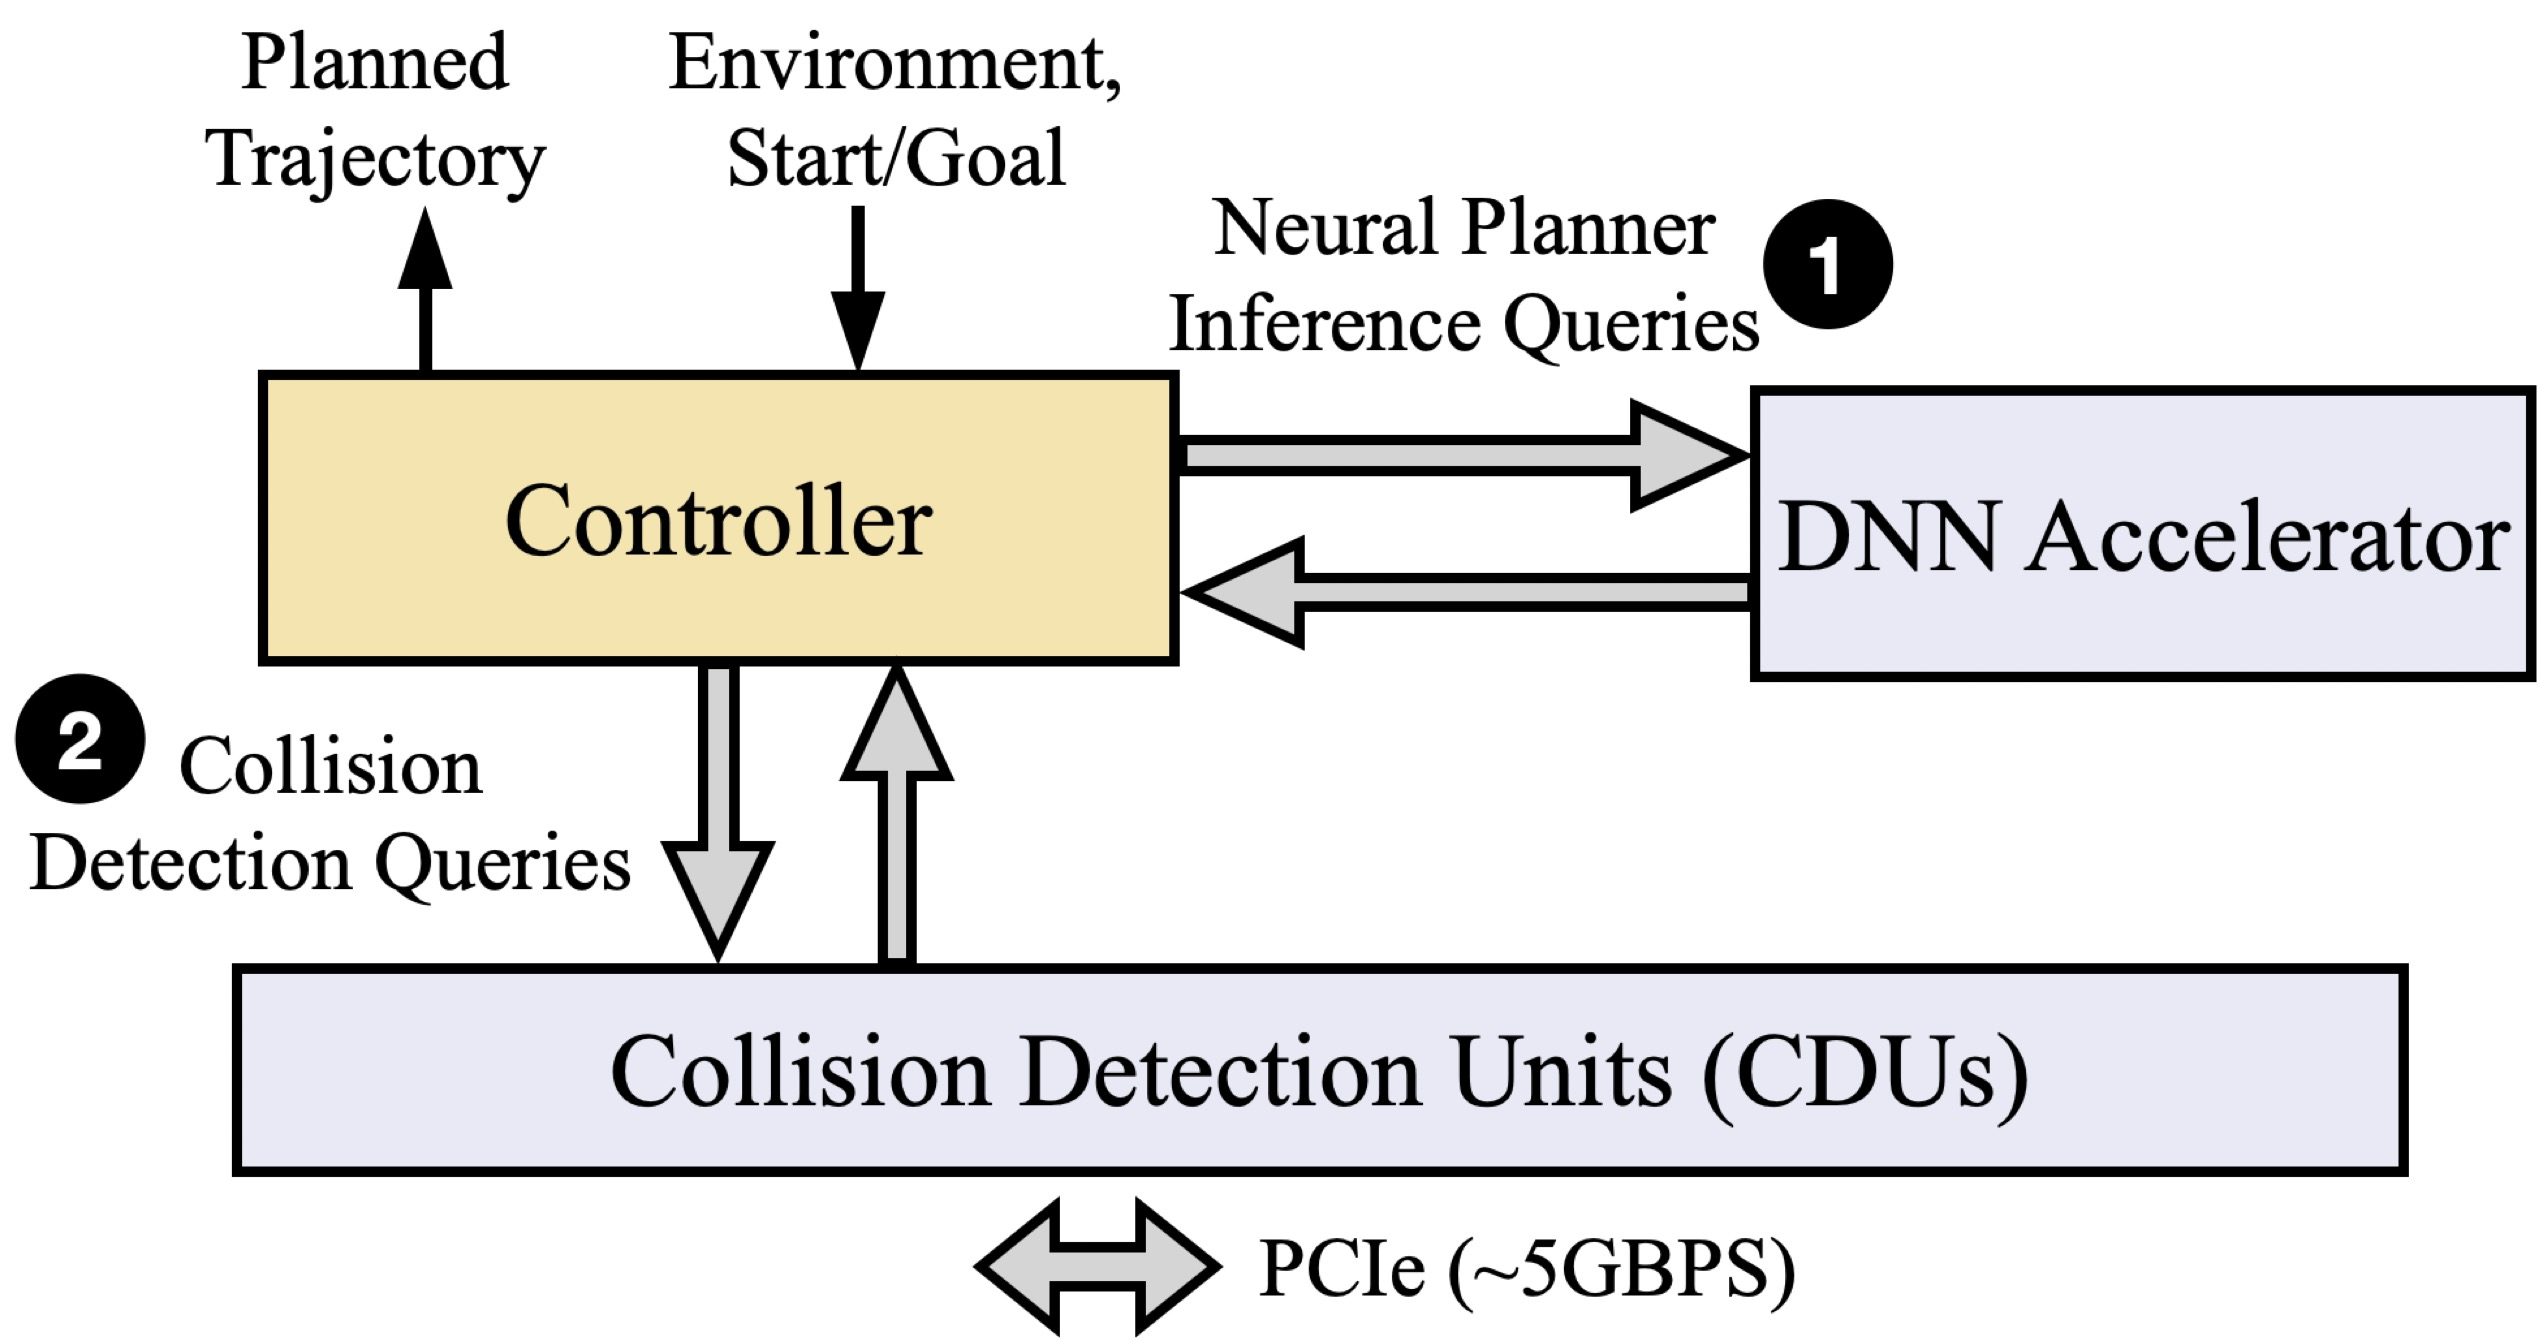 Planned
Trajectory
Environment,
Start/Goal
Neural Planner
Inference Queries
1
Controller
DNN Accelerator
2
Collision
Detection Queries
Collision Detection Units (CDUs)
PCIe (~5GBPS)